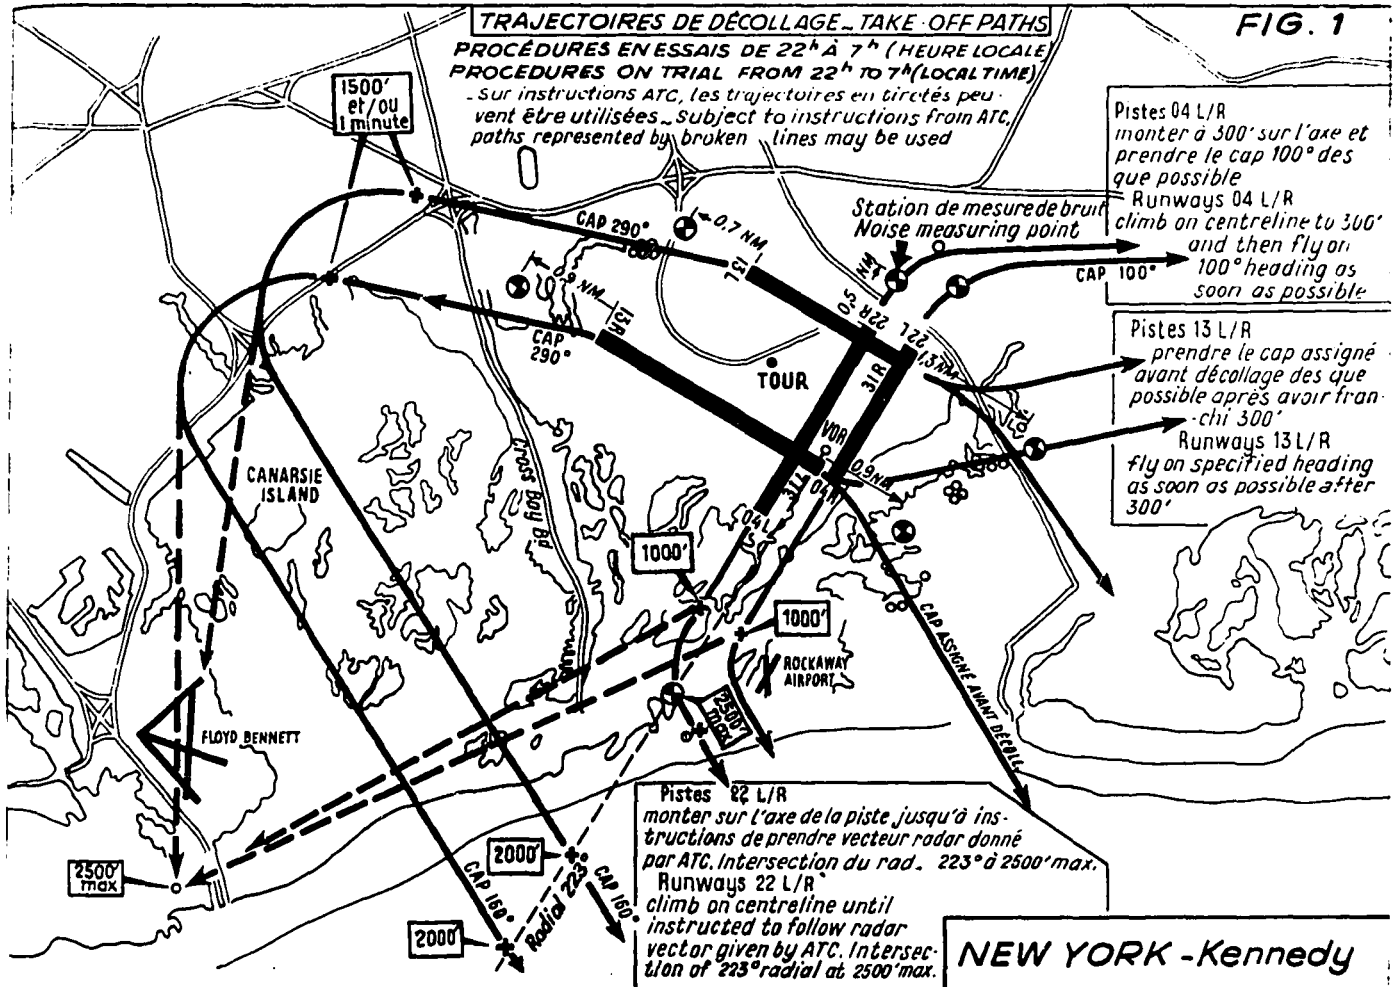 TRAJECTOIRES DE DÉCOLLAGE_ TAKE-OFF PATHS
FIG. 1
PROCÉDURES EN ESSAIS DE 22ʰ À 7ʰ (HEURE LOCALE)
PROCEDURES ON TRIAL FROM 22ʰ TO 7ʰ (LOCAL TIME)
_ Sur instructions ATC, les trajectoires en tiretés peu-
vent être utilisées_ Subject to instructions from ATC,
paths represented by broken lines may be used
1500'
et/ou
1 minute
Pistes 04 L/R
monter à 300' sur l'axe et
prendre le cap 100° des
que possible
Runways 04 L/R
climb on centreline to 300'
and then fly on
100° heading as
soon as possible
Station de mesure de bruit
Noise measuring point
CAP 290°
0,7 NM
13 L
0,5 NM
22R
22L
CAP 100°
,9 NM
13R
CAP
290°
TOUR
31R
1,3 NM
Pistes 13 L/R
prendre le cap assigné
avant décollage des que
possible après avoir fran-
-chi 300'
Runways 13 L/R
fly on specified heading
as soon as possible after
300'
VOR
0,9 NM
31L
04R
04L
CANARSIE
ISLAND
Cross Bay Bd
1000'
1000'
ROCKAWAY
AIRPORT
CAP ASSIGNÉ AVANT DÉCOLL.
2500'
max
FLOYD BENNETT
2500'
max
2000'
CAP 160°
CAP 160°
Radial 223°
2000'
Pistes 22 L/R
monter sur l'axe de la piste jusqu'à ins-
tructions de prendre vecteur radar donné
par ATC. Intersection du rad. 223° à 2500' max.
Runways 22 L/R
climb on centreline until
instructed to follow radar
vector given by ATC. Intersec-
tion of 223° radial at 2500' max.
NEW YORK - Kennedy